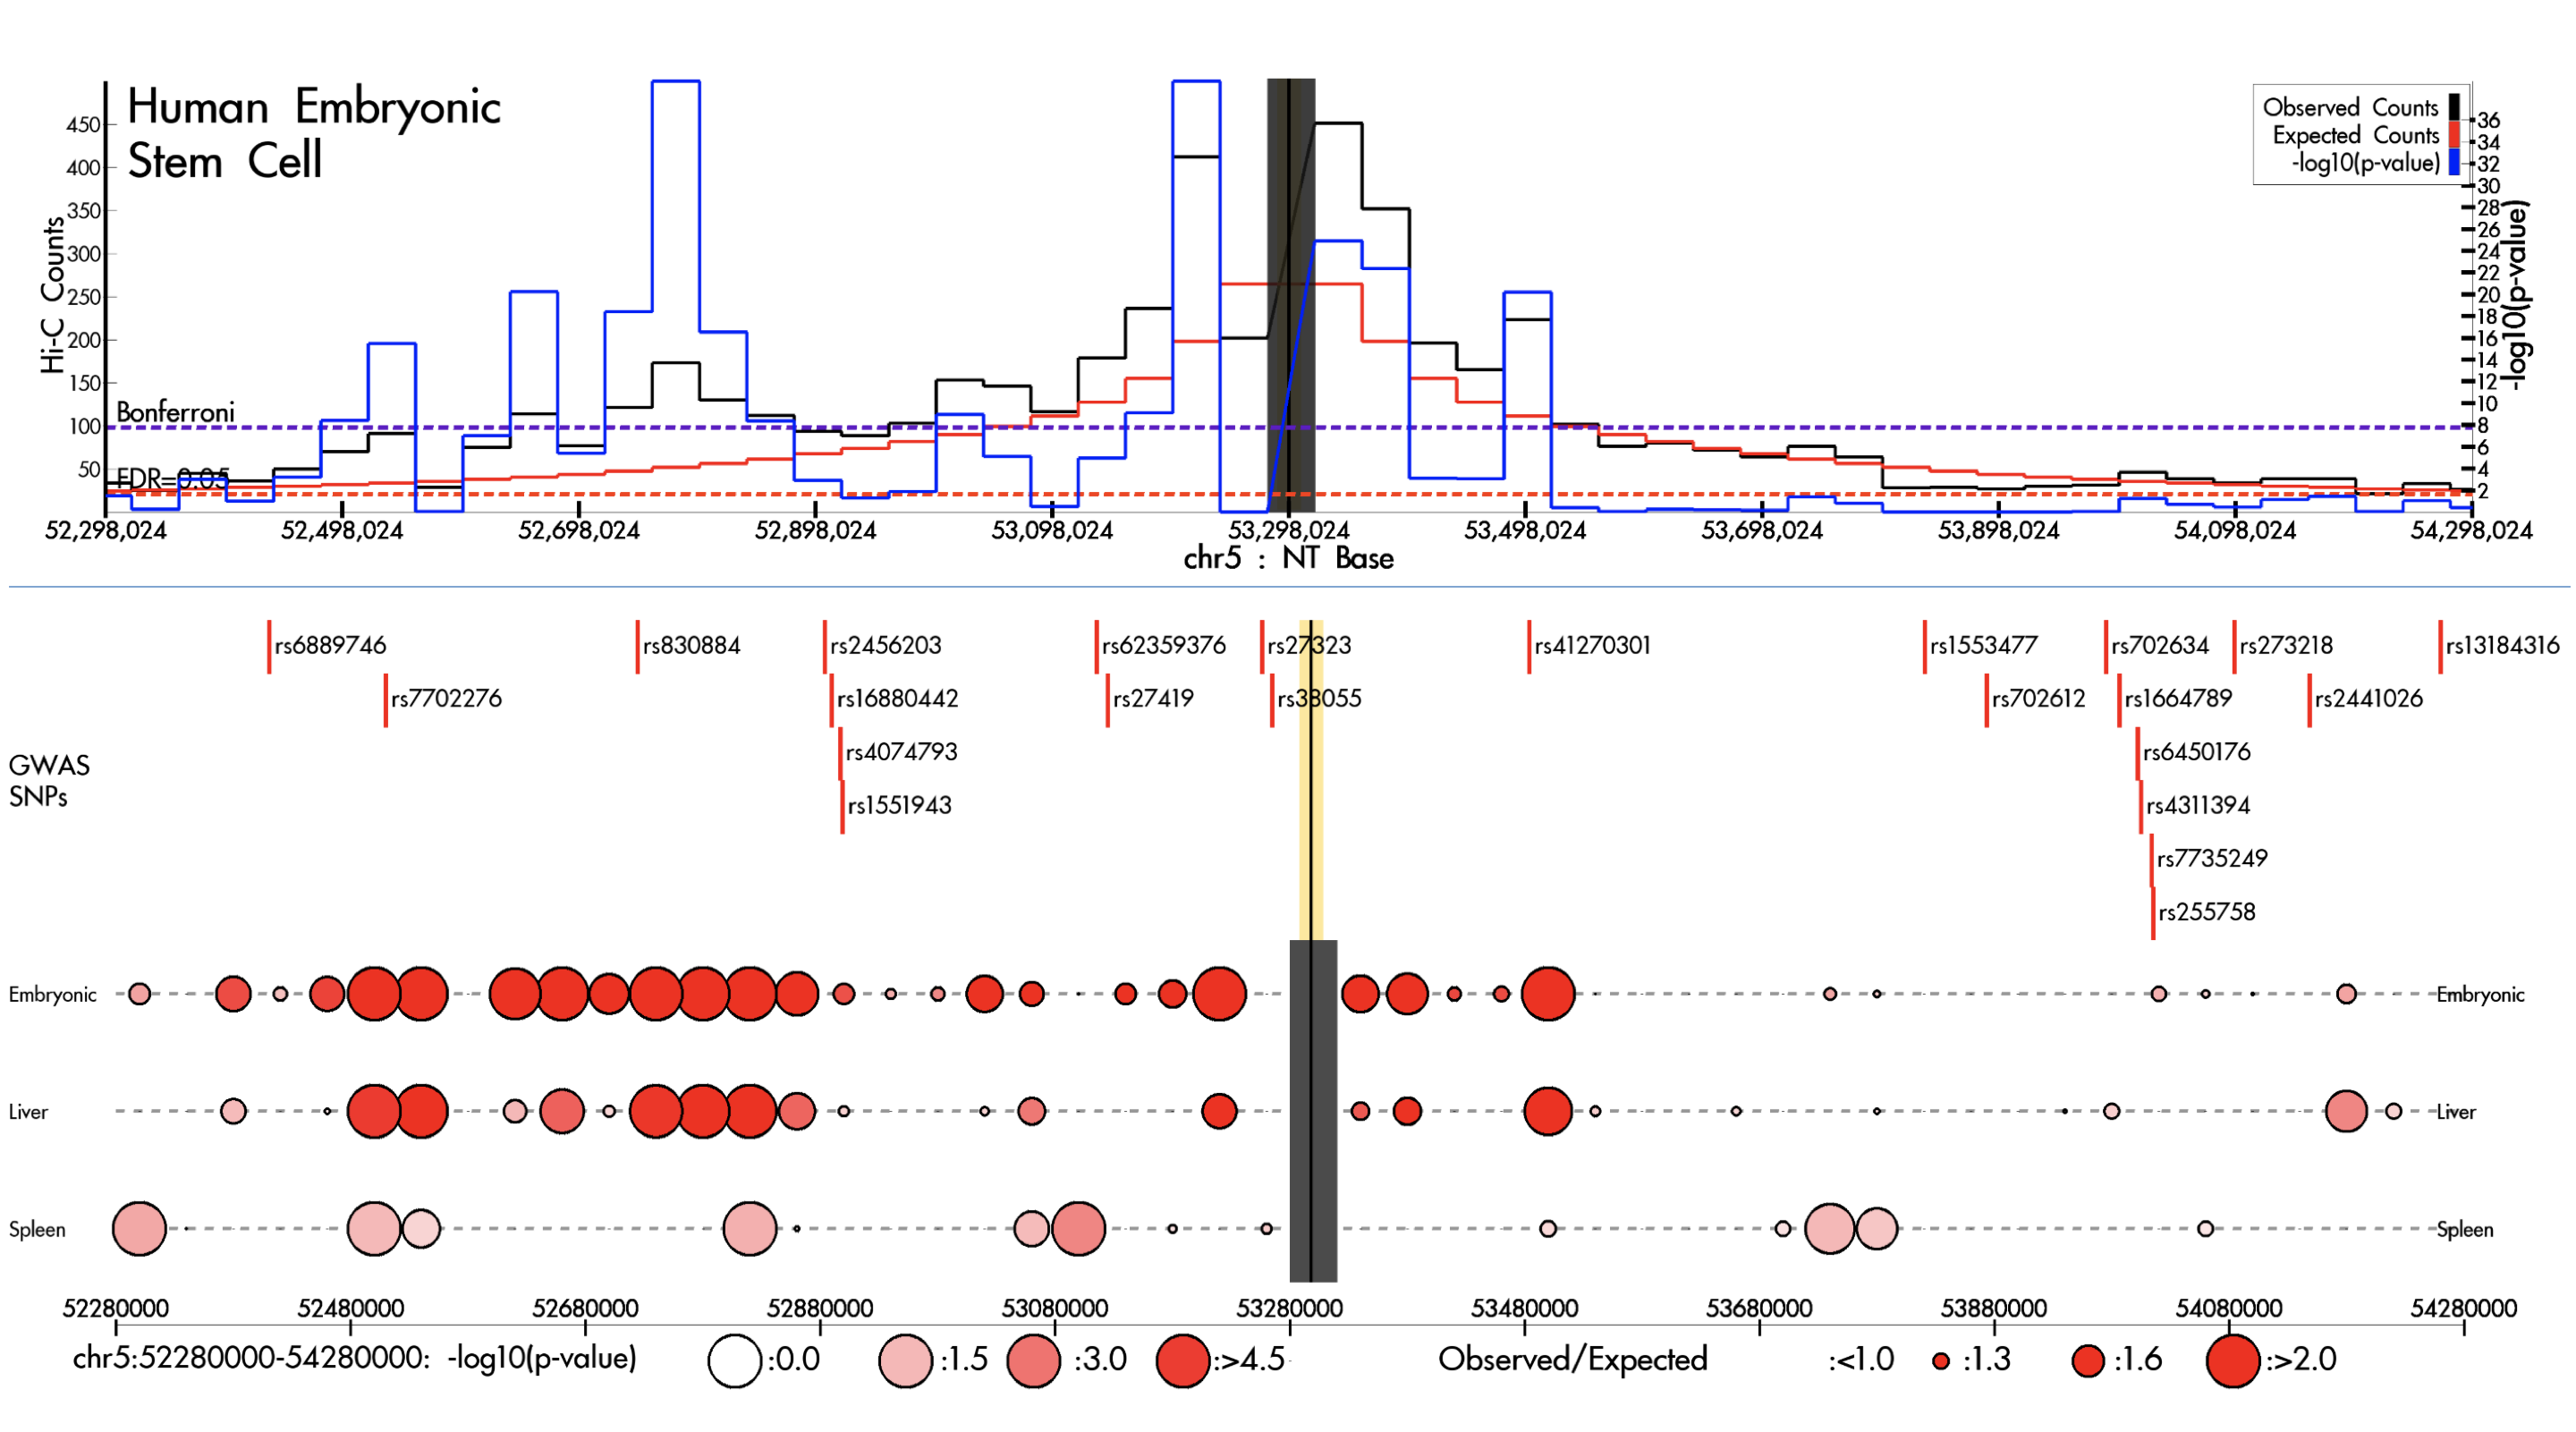 Human Embryonic
Stem Cell
Observed Counts
Expected Counts
-log10(p-value)
450
400
350
300
250
200
150
100
50
Hi-C Counts
36
34
32
30
28
26
24
22
20
18
16
14
12
10
8
6
4
2
-log10(p-value)
Bonferroni
FDR=0.05
52,298,024 52,498,024 52,698,024 52,898,024 53,098,024 53,298,024 53,498,024 53,698,024 53,898,024 54,098,024 54,298,024
chr5 : NT Base
rs6889746 rs830884 rs2456203 rs62359376 rs27323 rs41270301 rs1553477 rs702634 rs273218 rs13184316
rs7702276 rs16880442 rs27419 rs38055 rs702612 rs1664789 rs2441026
rs4074793 rs6450176
GWAS
SNPs
rs1551943 rs4311394
rs7735249
rs255758
Embryonic Embryonic
Liver Liver
Spleen Spleen
52280000 52480000 52680000 52880000 53080000 53280000 53480000 53680000 53880000 54080000 54280000
chr5:52280000-54280000: -log10(p-value) :0.0 :1.5 :3.0 :>4.5 Observed/Expected :<1.0 :1.3 :1.6 :>2.0